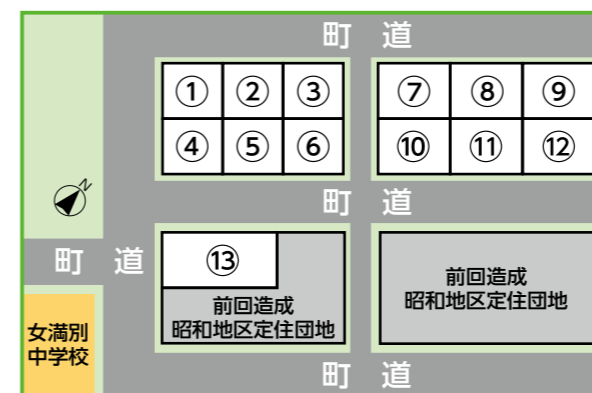 町 道
① ② ③ ⑦ ⑧ ⑨
④ ⑤ ⑥ ⑩ ⑪ ⑫
N
町 道
町 道
⑬
前回造成
昭和地区定住団地
前回造成
昭和地区定住団地
女満別
中学校
町 道